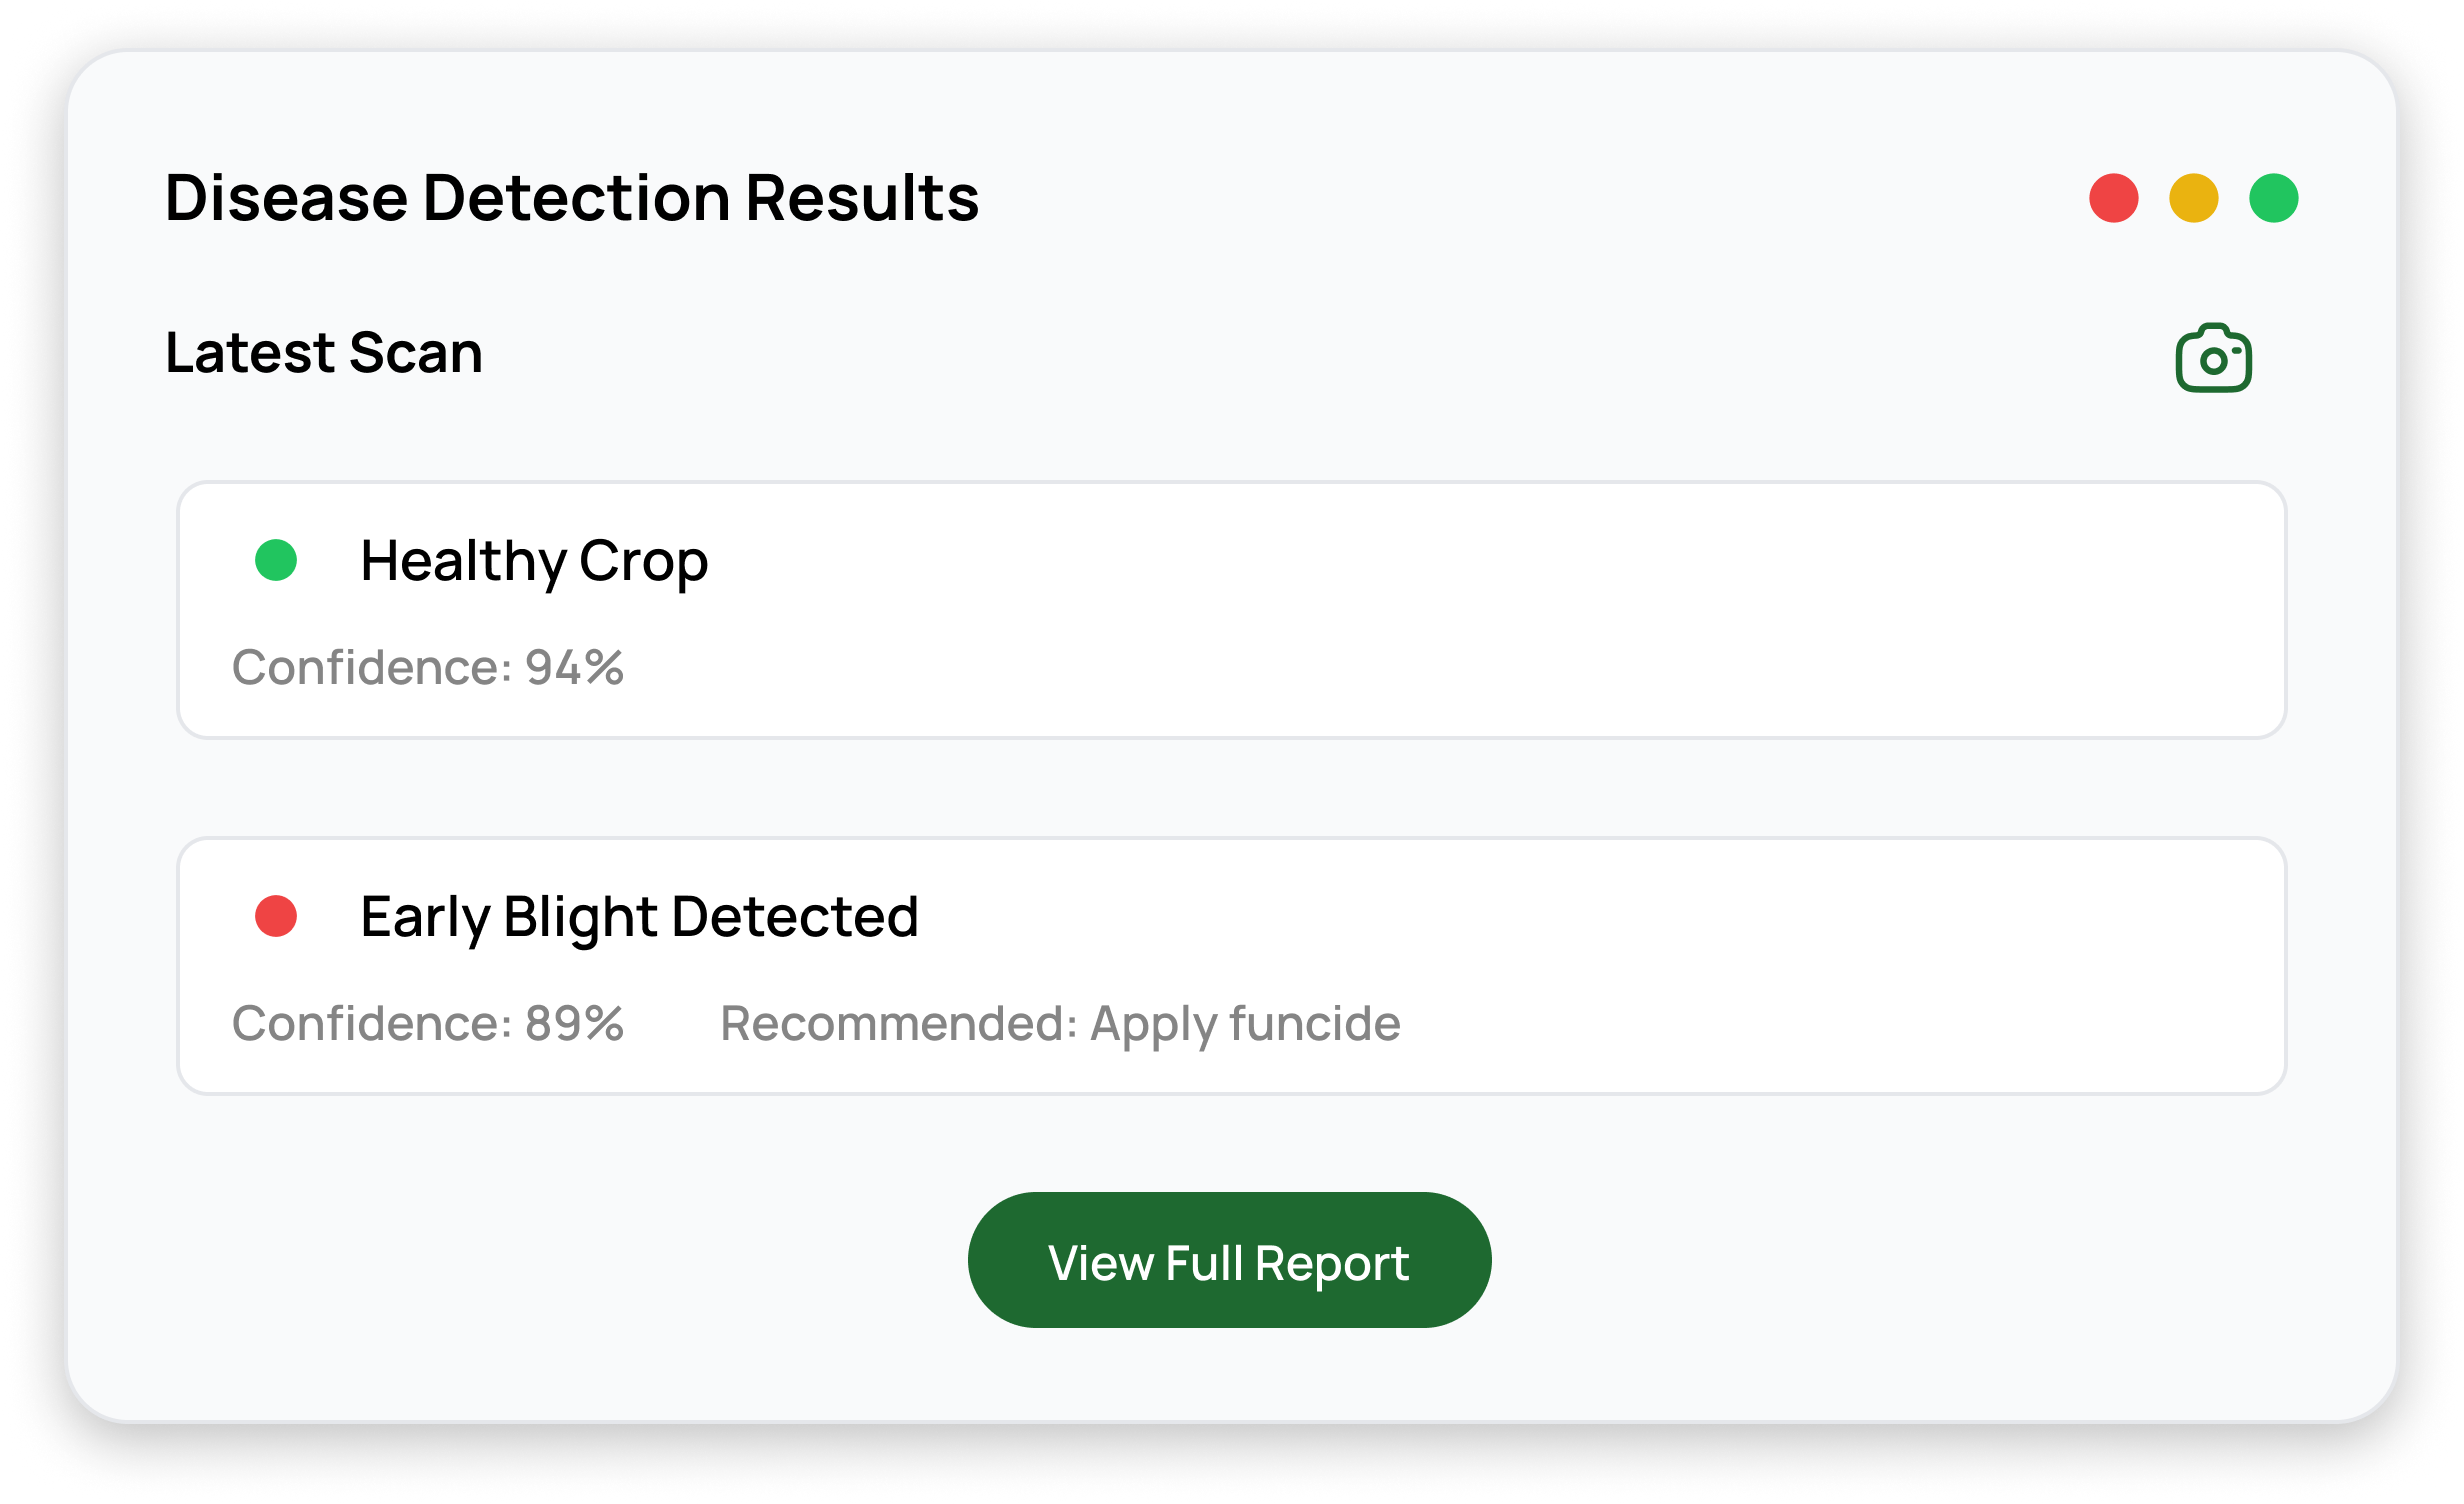 Disease Detection Results
Latest Scan
Healthy Crop
Confidence: 94%
Early Blight Detected
Confidence: 89% Recommended: Apply funcide
View Full Report